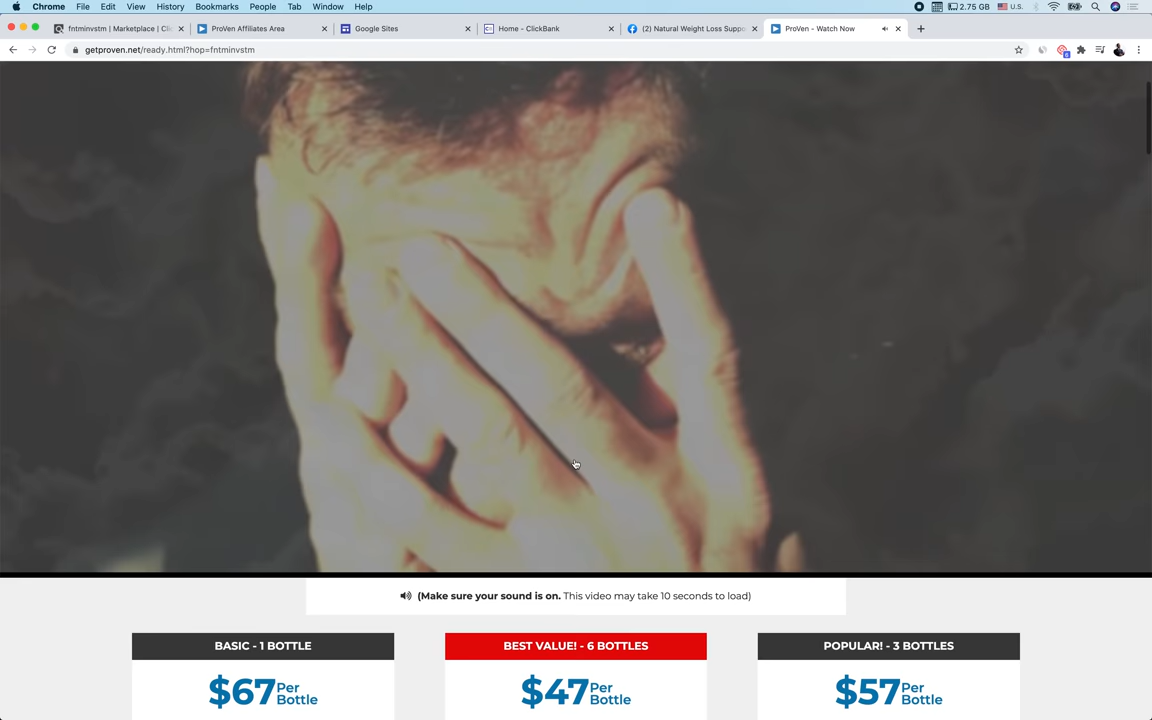 Chrome File Edit View History Bookmarks People Tab Window Help 2.75 GB U.S.
fntminvstm | Marketplace | Cli ProVen Affiliates Area Google Sites Home - ClickBank (2) Natural Weight Loss Suppo ProVen - Watch Now
getproven.net/ready.html?hop=fntminvstm
(Make sure your sound is on. This video may take 10 seconds to load)
BASIC - 1 BOTTLE BEST VALUE! - 6 BOTTLES POPULAR! - 3 BOTTLES
$67 Per Bottle $47 Per Bottle $57 Per Bottle